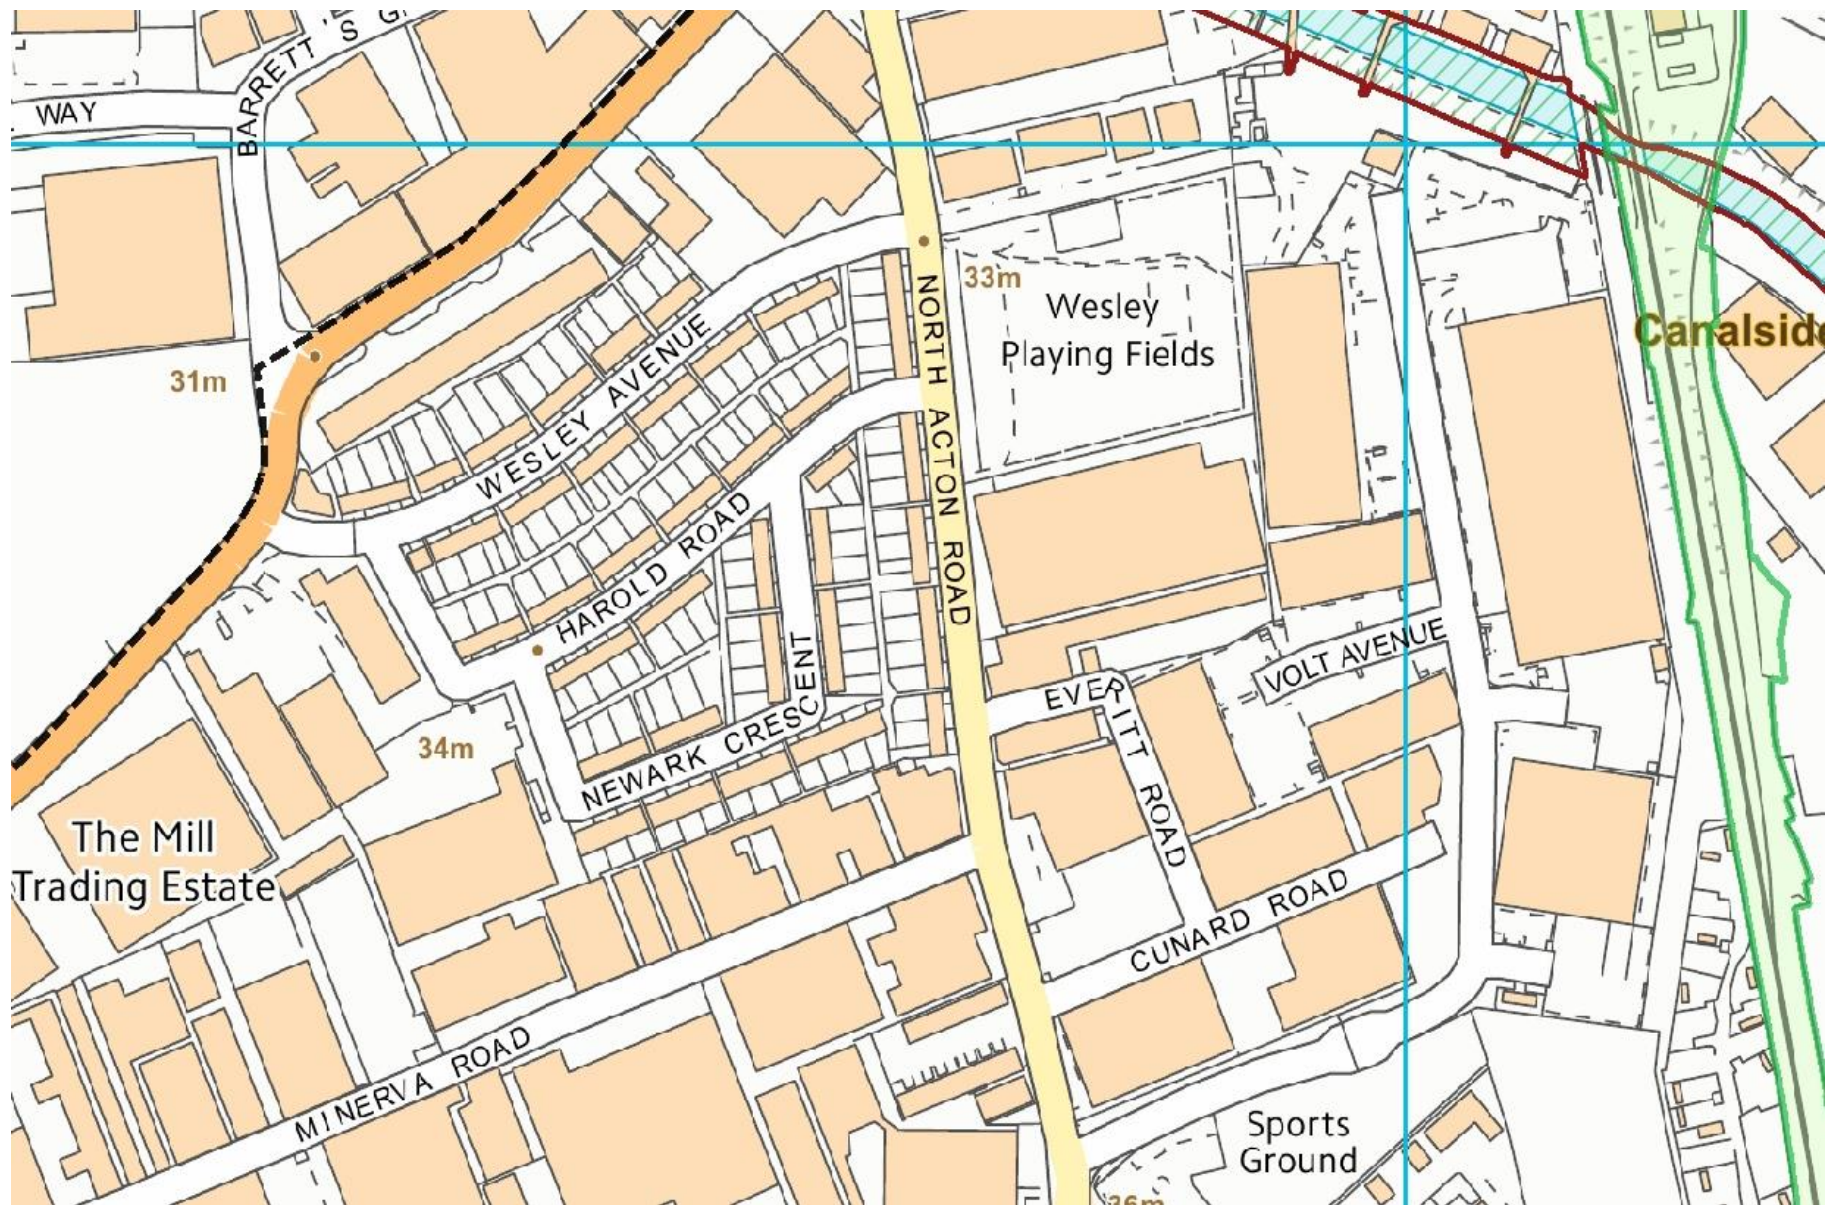 BARRETT'S G
WAY
33m
Wesley
Playing Fields
Canalside
31m
NORTH ACTON ROAD
WESLEY AVENUE
HAROLD ROAD
VOLT AVENUE
EVERITT ROAD
NEWARK CRESCENT
34m
The Mill
Trading Estate
CUNARD ROAD
MINERVA ROAD
Sports
Ground
36m